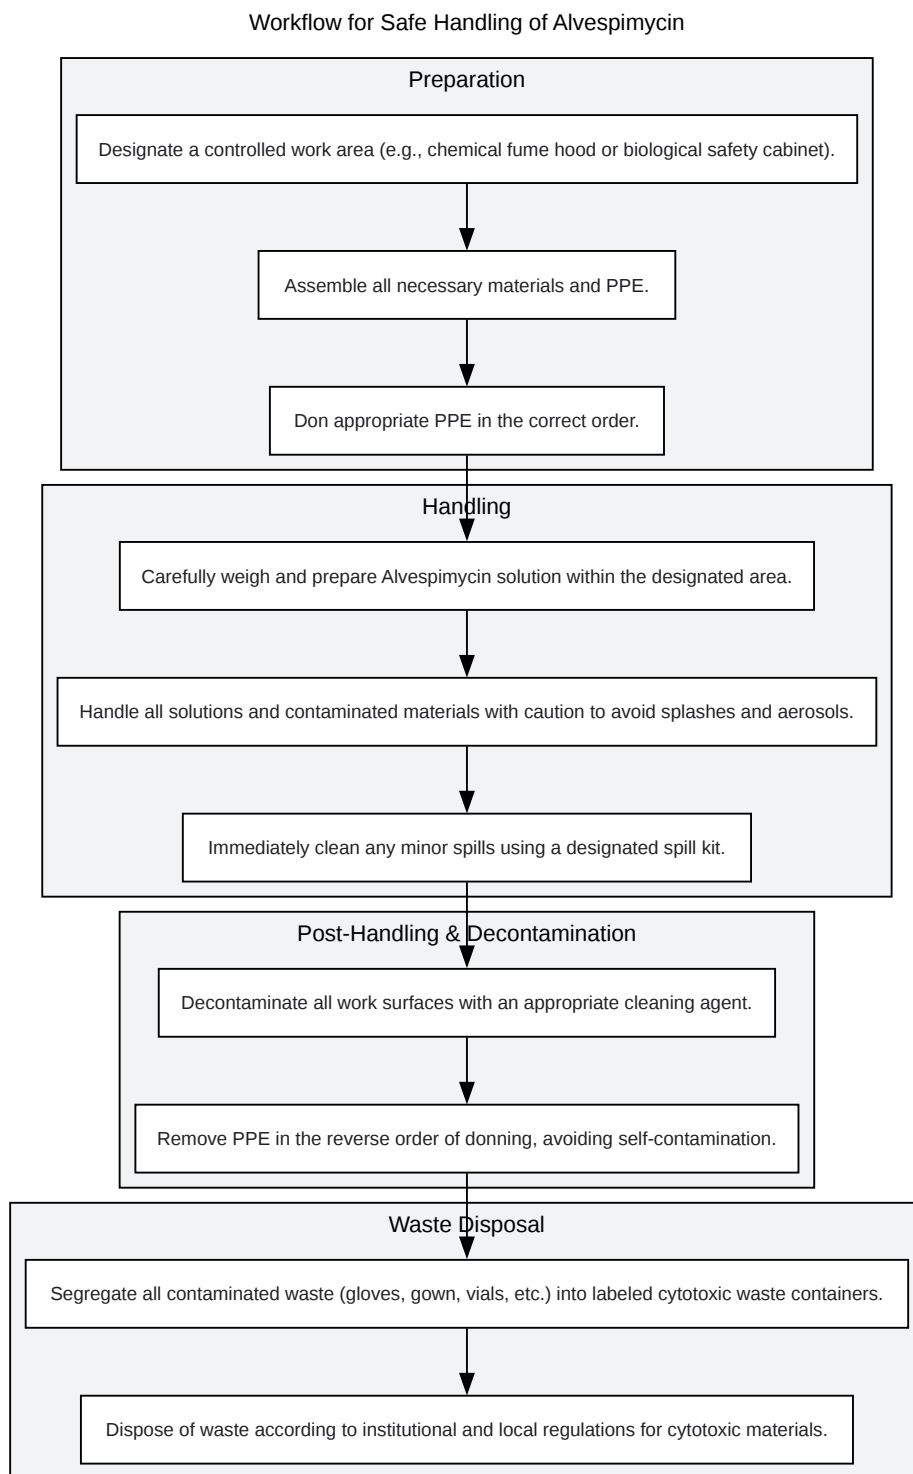 Workflow for Safe Handling of Alvespimycin
Preparation
Designate a controlled work area (e.g., chemical fume hood or biological safety cabinet).
Assemble all necessary materials and PPE.
Don appropriate PPE in the correct order.
Handling
Carefully weigh and prepare Alvespimycin solution within the designated area.
Handle all solutions and contaminated materials with caution to avoid splashes and aerosols.
Immediately clean any minor spills using a designated spill kit.
Post-Handling & Decontamination
Decontaminate all work surfaces with an appropriate cleaning agent.
Remove PPE in the reverse order of donning, avoiding self-contamination.
Waste Disposal
Segregate all contaminated waste (gloves, gown, vials, etc.) into labeled cytotoxic waste containers.
Dispose of waste according to institutional and local regulations for cytotoxic materials.